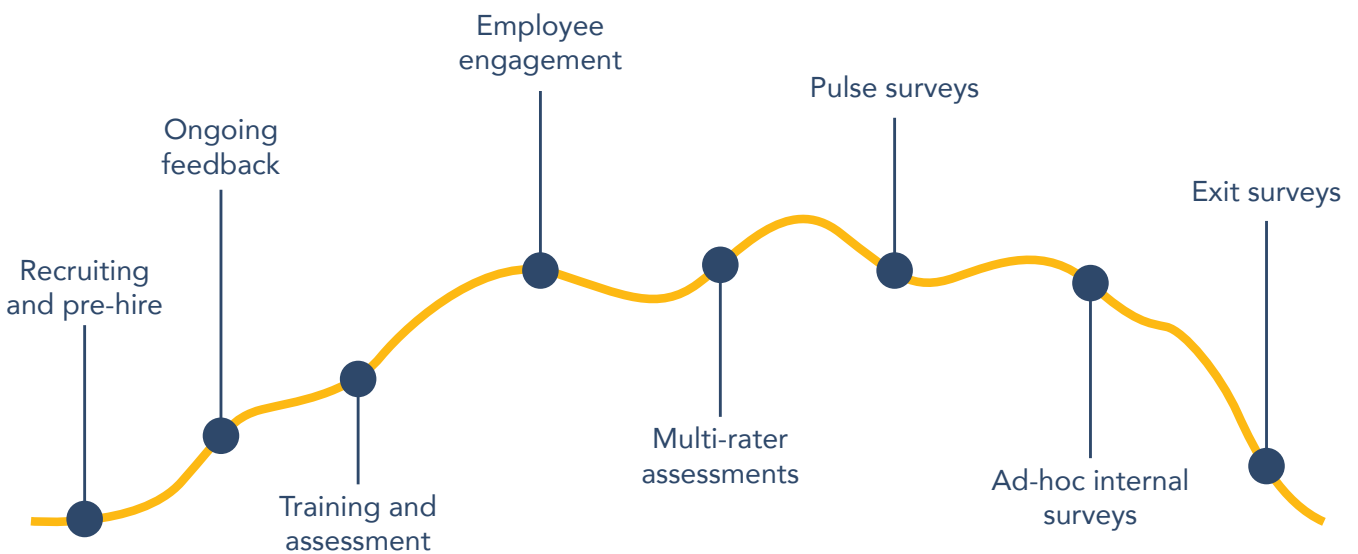 Recruiting
and pre-hire
Ongoing
feedback
Training and
assessment
Employee
engagement
Multi-rater
assessments
Pulse surveys
Ad-hoc internal
surveys
Exit surveys